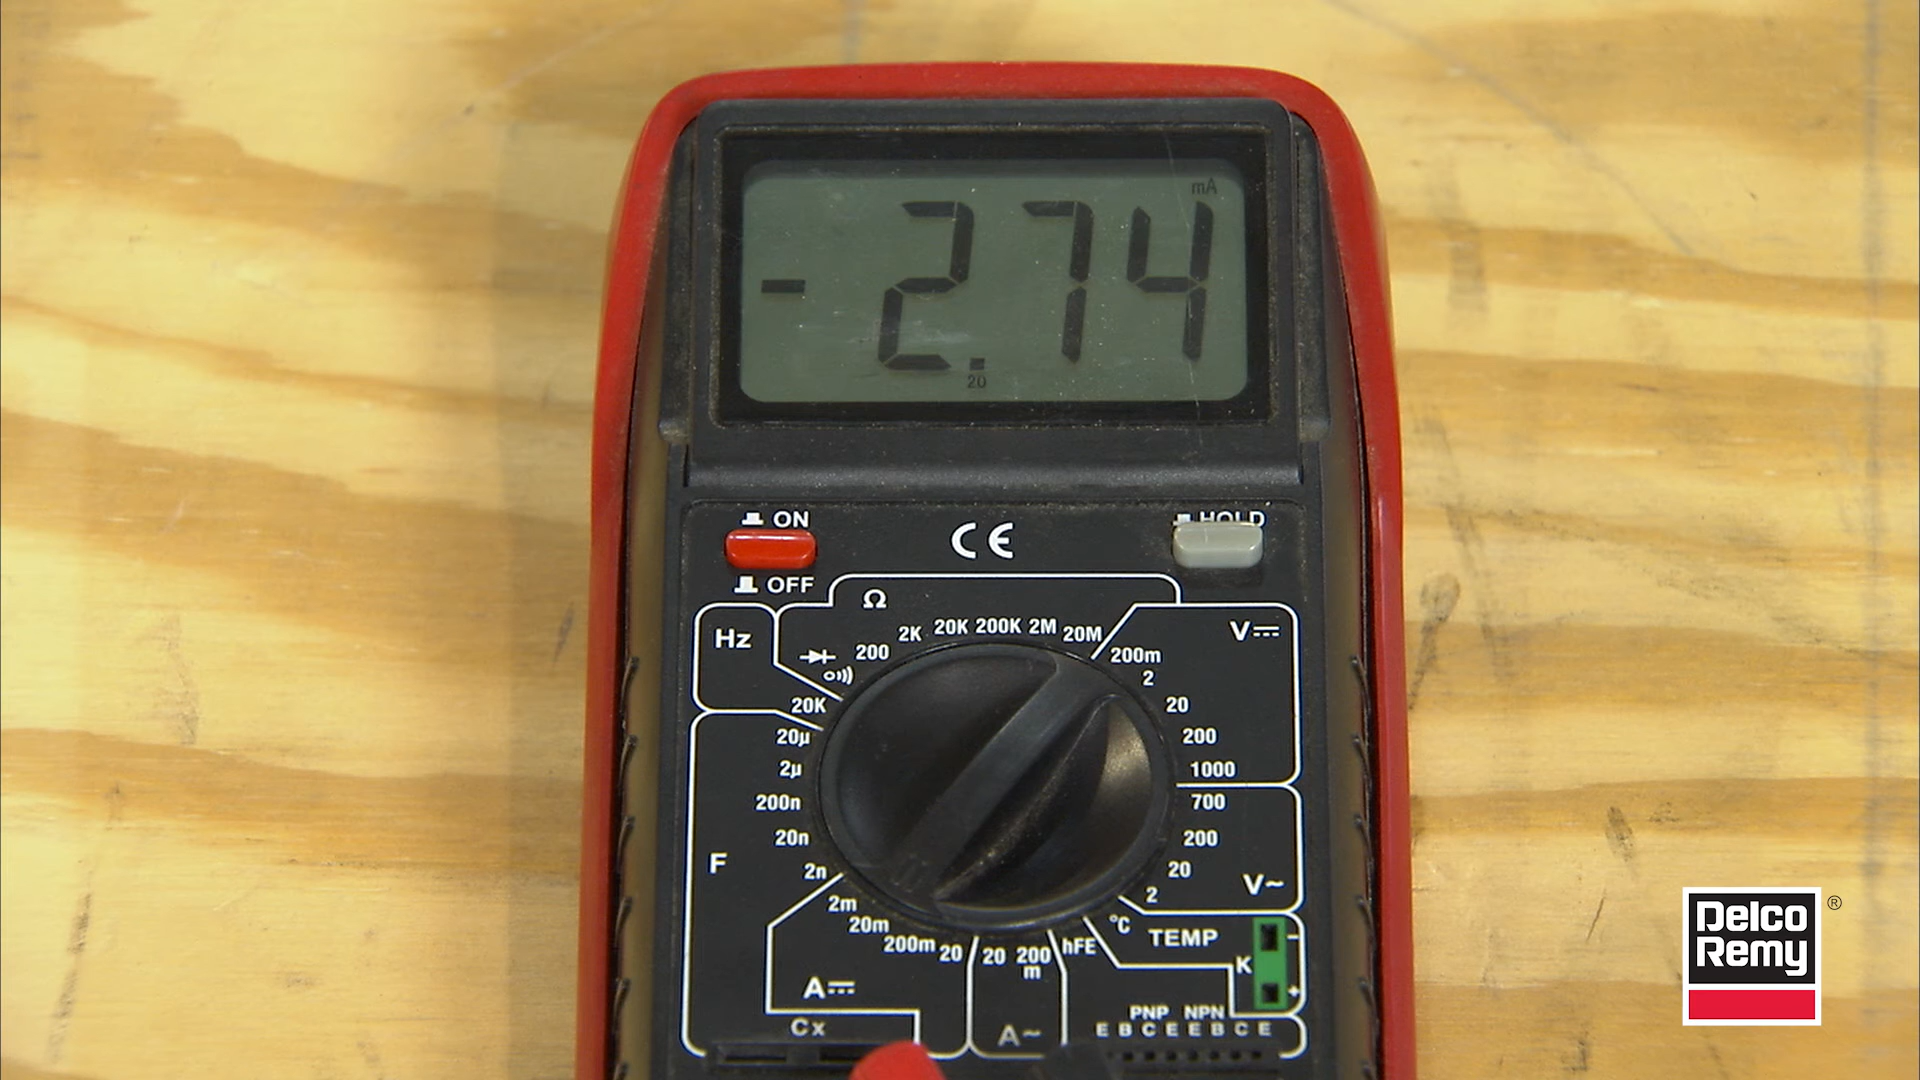 mA
- 2.74
20
ON
HOLD
CE
OFF
Ω
Hz
V
200 2K 20K 200K 2M 20M
200m
2
20
200
1000
700
200
20
2
V~
20K
20µ
2µ
200n
20n
2n
F
2m
20m
200m
20
20
200
m
hFE
°C
TEMP
K
-
+
A
Cx
A~
PNP NPN
E B C E E B C E
Delco
Remy
®